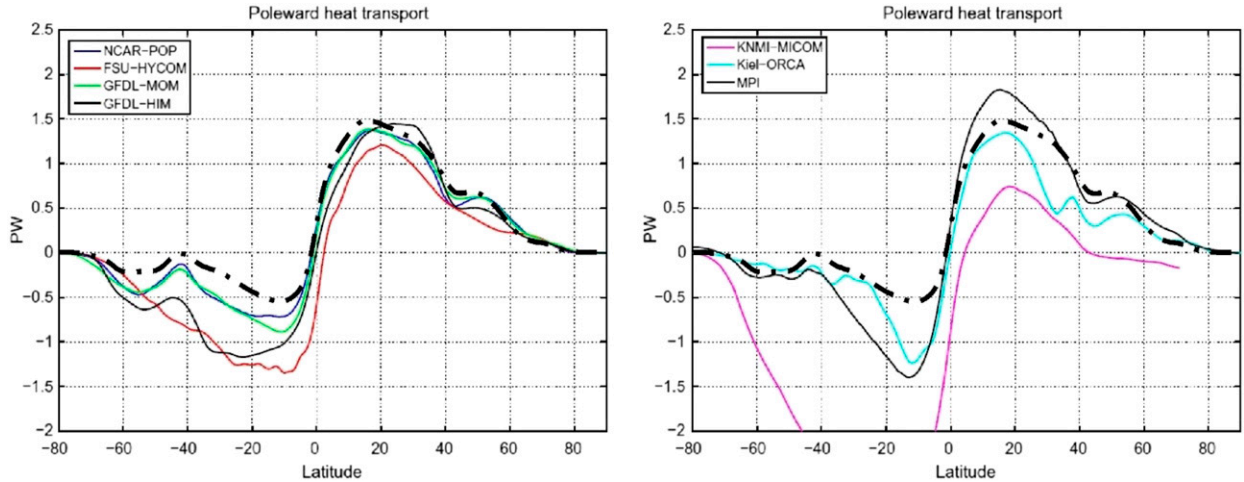 Poleward heat transport
2.5
NCAR−POP
FSU−HYCOM
GFDL−MOM
GFDL−HIM
2
1.5
1
0.5
0
−0.5
−1
−1.5
−2
PW
−80 −60 −40 −20 0 20 40 60 80
Latitude
Poleward heat transport
2.5
KNMI−MICOM
Kiel−ORCA
MPI
2
1.5
1
0.5
0
−0.5
−1
−1.5
−2
PW
−80 −60 −40 −20 0 20 40 60 80
Latitude